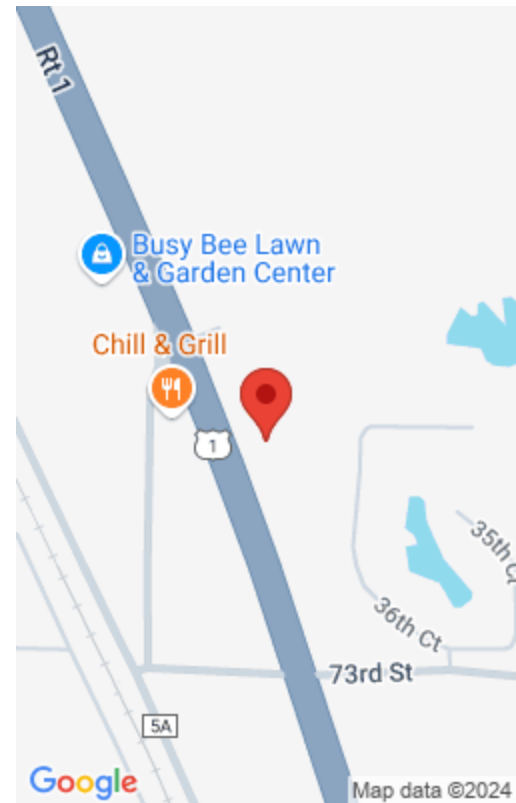 Rt 1
Busy Bee Lawn
& Garden Center
Chill & Grill
1
35th Ct
36th Ct
73rd St
5A
Google
Map data ©2024